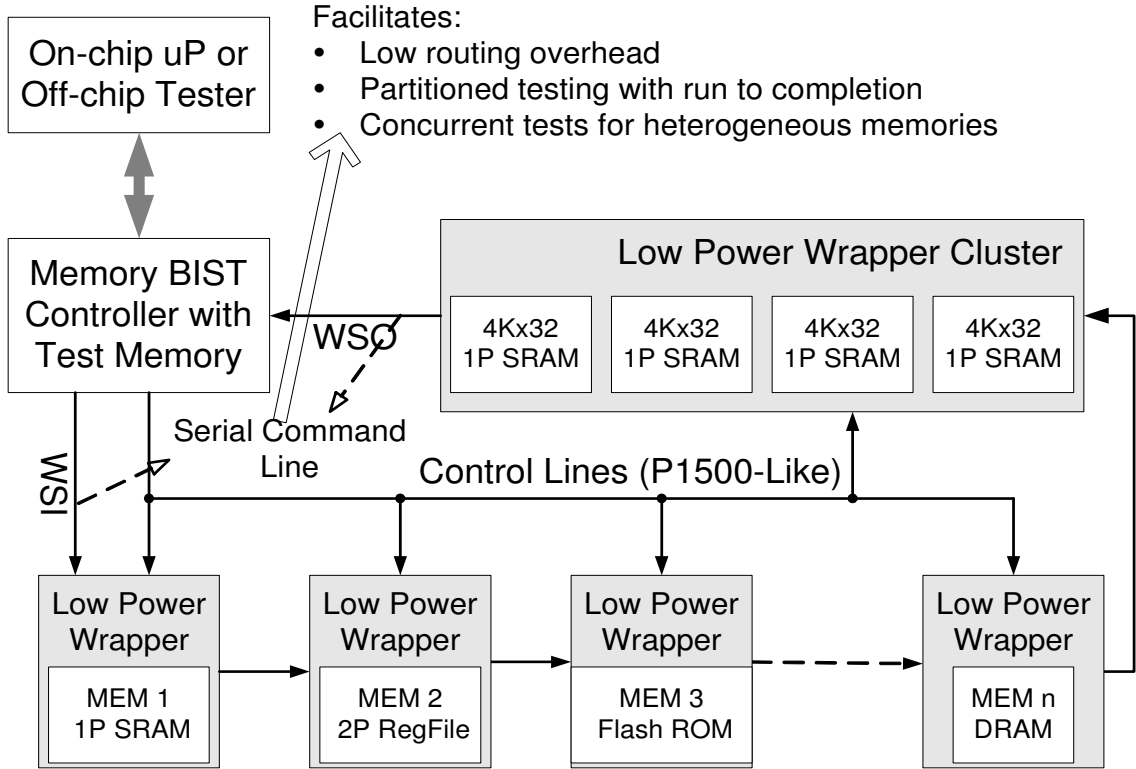 On-chip uP or
Off-chip Tester
Facilitates:
• Low routing overhead
• Partitioned testing with run to completion
• Concurrent tests for heterogeneous memories
Memory BIST
Controller with
Test Memory
Low Power Wrapper Cluster
4Kx32
1P SRAM
4Kx32
1P SRAM
4Kx32
1P SRAM
4Kx32
1P SRAM
WSO
Serial Command
Line
WSI
Control Lines (P1500-Like)
Low Power
Wrapper
MEM 1
1P SRAM
Low Power
Wrapper
MEM 2
2P RegFile
Low Power
Wrapper
MEM 3
Flash ROM
Low Power
Wrapper
MEM n
DRAM